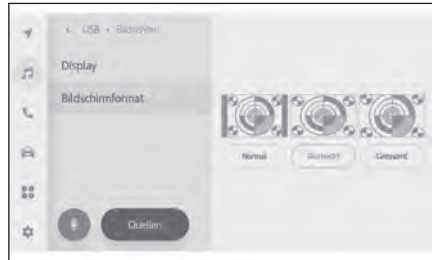 USB • Bildschirm
Display
Bildschirmformat
Normal
Gesamt
Quellen